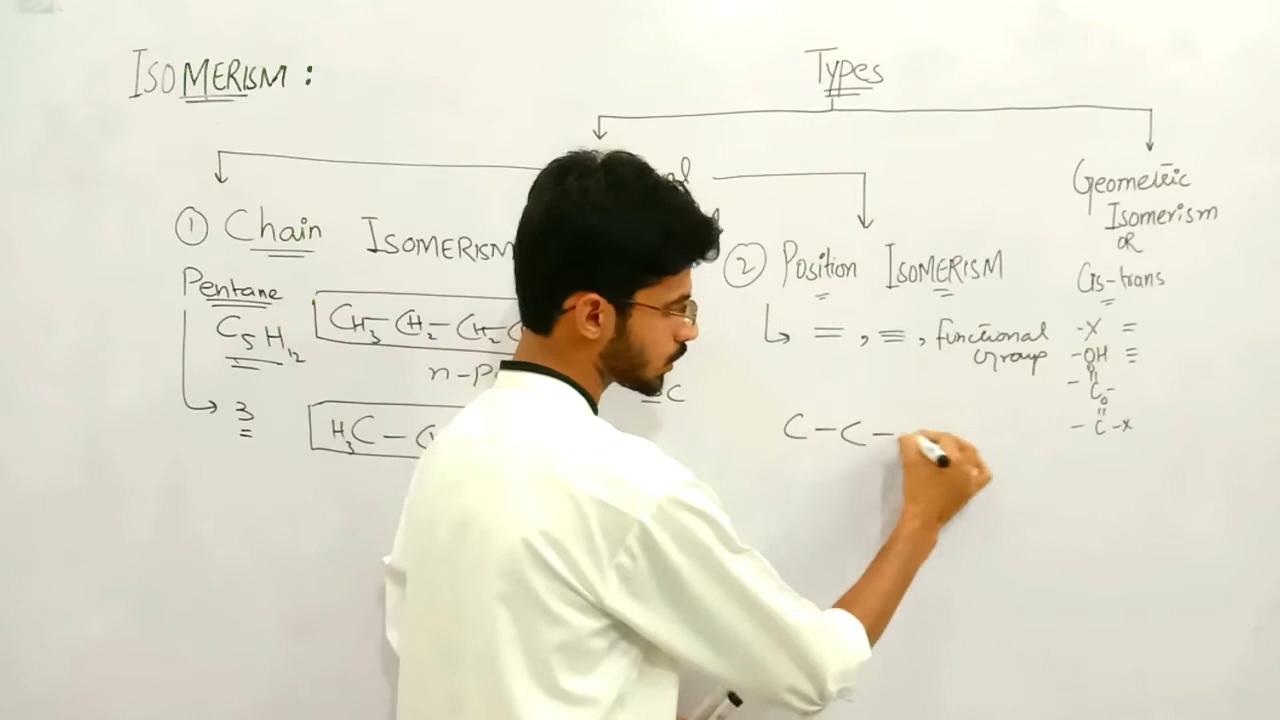 ISOMERISM :
Types
① Chain ISOMERISM
Pentane
C5H12
3
CH3-CH2-CH2
H3C-
② Position ISOMERISM
=, ≡, functional
group
C-C-
Geometric
Isomerism
OR
Cis-trans
-X =
-OH ≡
O
-C-
O
-C-X